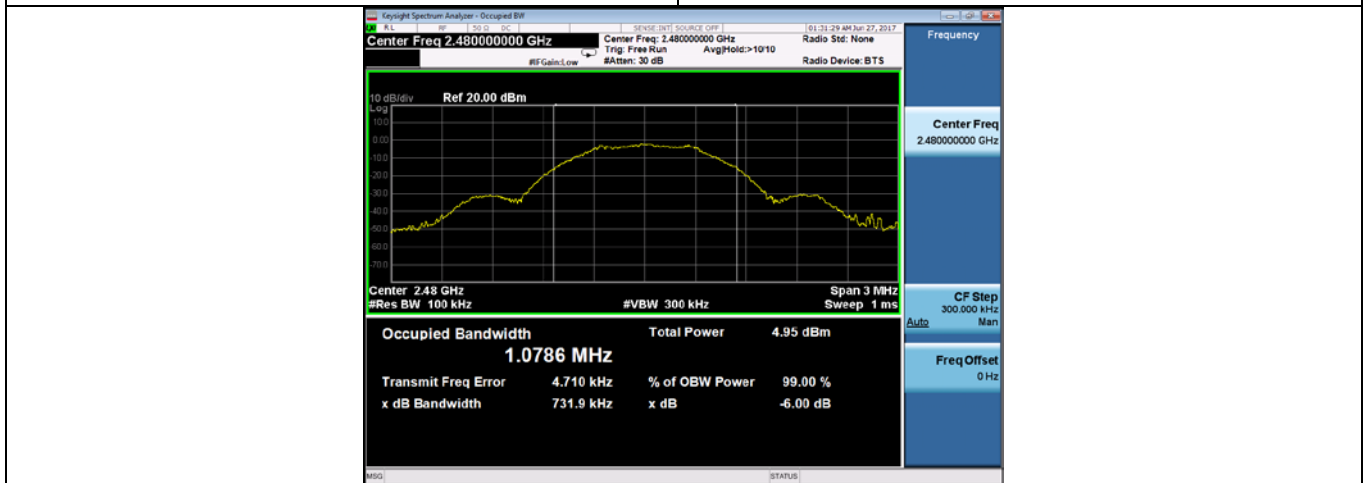 Keysight Spectrum Analyzer - Occupied BW
RL RF 50 Ω DC SENSE:INT SOURCE OFF 01:31:29 AM Jun 27, 2017
Center Freq 2.480000000 GHz
Center Freq: 2.480000000 GHz
Radio Std: None
Trig: Free Run Avg|Hold:>10/10
#IFGain:Low
#Atten: 30 dB
Radio Device: BTS
Frequency
10 dB/div Ref 20.00 dBm
Log
10.0
0.00
-10.0
-20.0
-30.0
-40.0
-50.0
-60.0
-70.0
Center 2.48 GHz
Span 3 MHz
#Res BW 100 kHz
#VBW 300 kHz
Sweep 1 ms
Center Freq
2.480000000 GHz
CF Step
300.000 kHz
Auto Man
Freq Offset
0 Hz
Occupied Bandwidth
1.0786 MHz
Total Power 4.95 dBm
Transmit Freq Error 4.710 kHz % of OBW Power 99.00 %
x dB Bandwidth 731.9 kHz x dB -6.00 dB
MSG STATUS